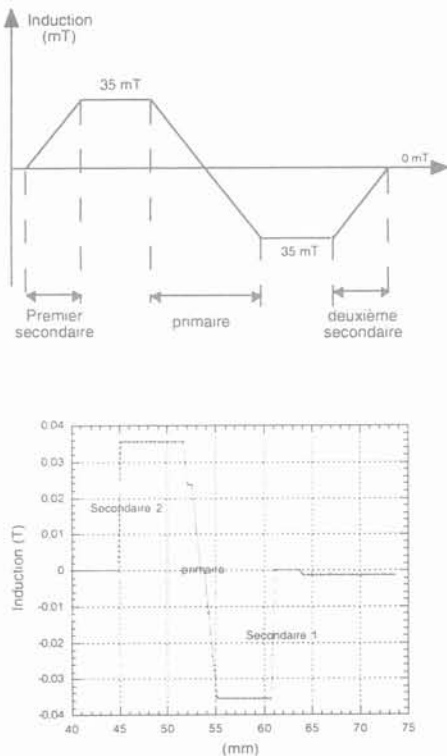 Induction
(mT)
35 mT
0 mT
35 mT
Premier
secondaire
primaire
deuxième
secondaire
0.04
0.03
0.02
0.01
0
-0.01
-0.02
-0.03
-0.04
Induction (T)
Secondaire 2
primaire
Secondaire 1
40 45 50 55 60 65 70 75
(mm)